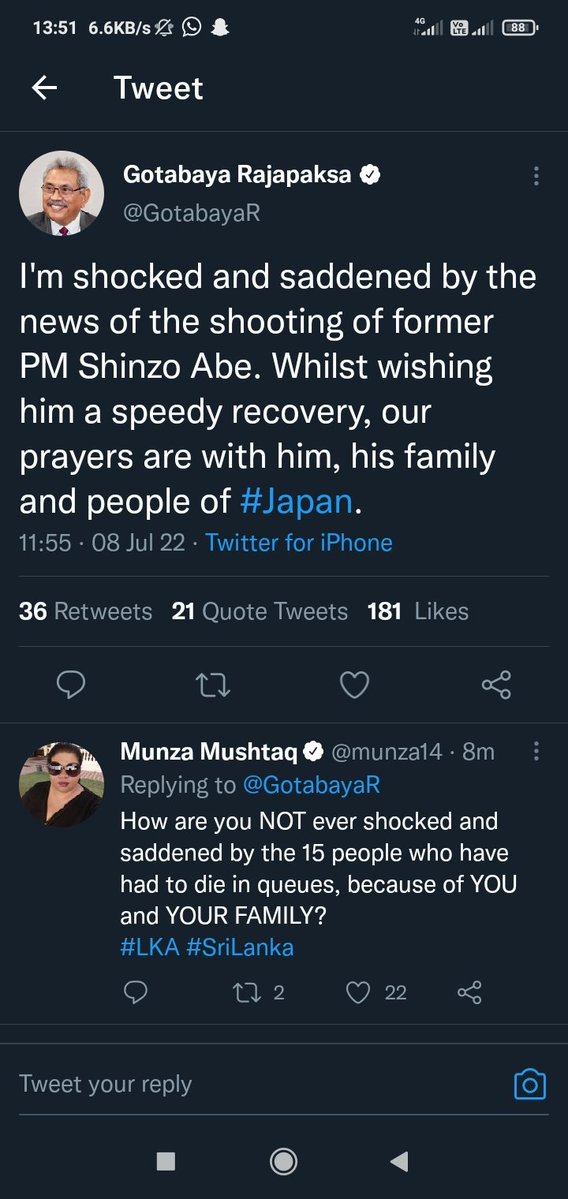 13:51 6.6KB/s 4G Vo LTE 88
Tweet
Gotabaya Rajapaksa
@GotabayaR
I'm shocked and saddened by the
news of the shooting of former
PM Shinzo Abe. Whilst wishing
him a speedy recovery, our
prayers are with him, his family
and people of #Japan.
11:55 · 08 Jul 22 · Twitter for iPhone
36 Retweets 21 Quote Tweets 181 Likes
Munza Mushtaq @munza14 · 8m
Replying to @GotabayaR
How are you NOT ever shocked and
saddened by the 15 people who have
had to die in queues, because of YOU
and YOUR FAMILY?
#LKA #SriLanka
2 22
Tweet your reply